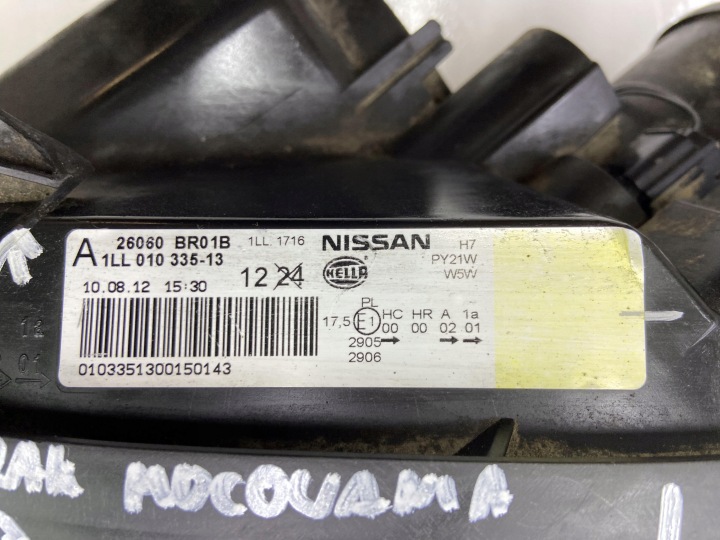 A 26060 BR01B 1LL 1716 NISSAN H7
1LL 010 335-13 PY21W
12 24 HELLA W5W
10.08.12 15:30
PL
17,5 E1 HC HR A 1a
00 00 02 01
2905
2906
0103351300150143
01